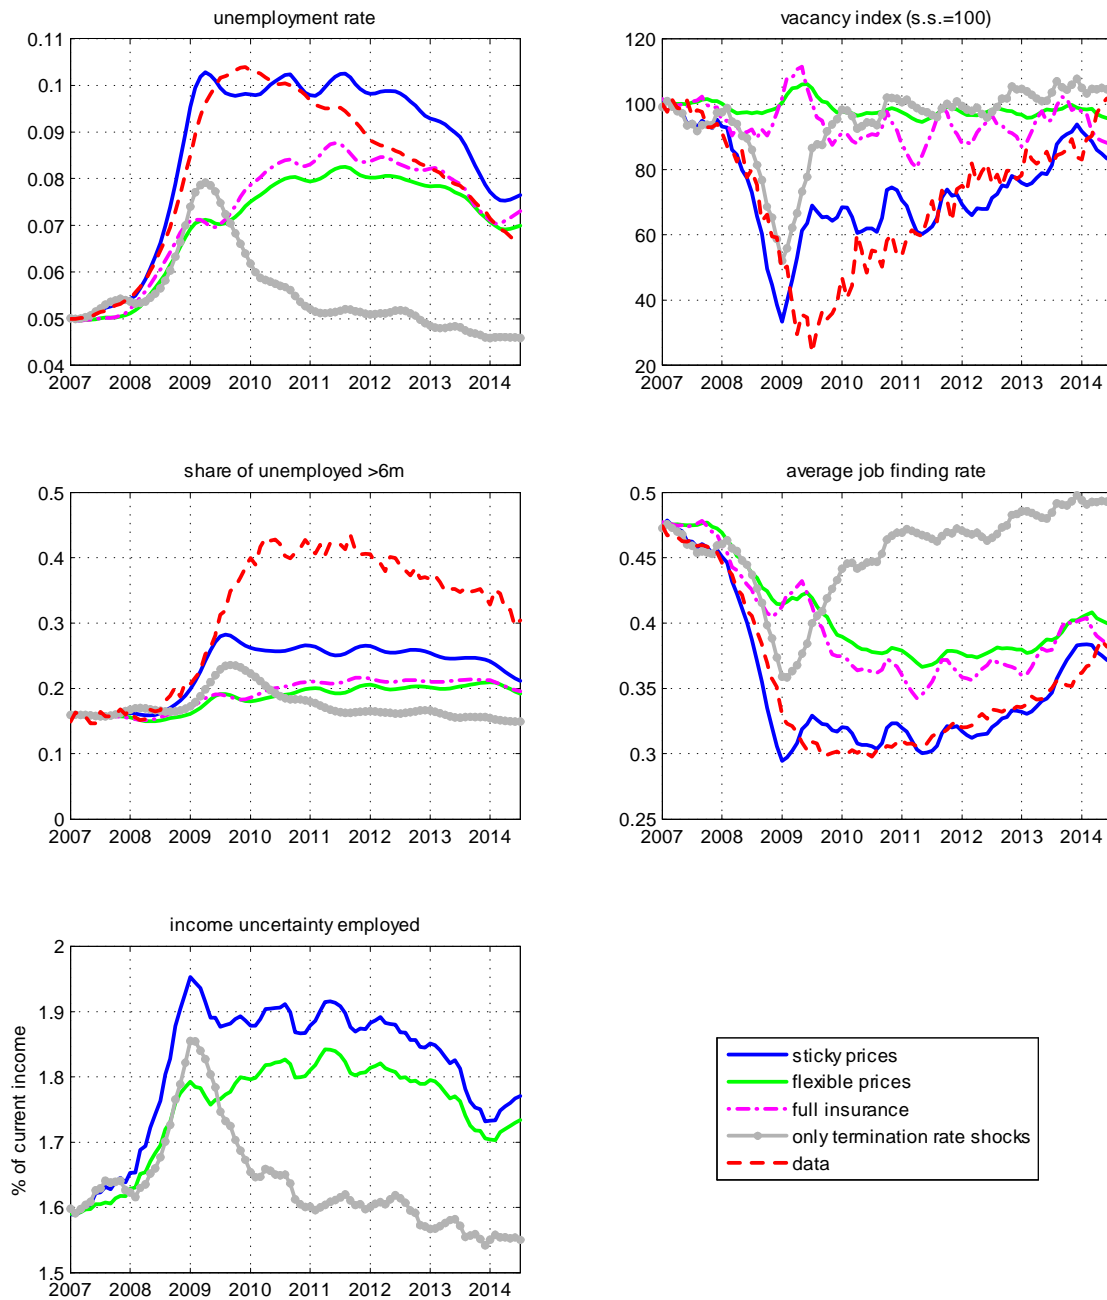 unemployment rate
0.11
0.1
0.09
0.08
0.07
0.06
0.05
0.04
2007 2008 2009 2010 2011 2012 2013 2014
vacancy index (s.s.=100)
120
100
80
60
40
20
2007 2008 2009 2010 2011 2012 2013 2014
share of unemployed >6m
0.5
0.4
0.3
0.2
0.1
0
2007 2008 2009 2010 2011 2012 2013 2014
average job finding rate
0.5
0.45
0.4
0.35
0.3
0.25
2007 2008 2009 2010 2011 2012 2013 2014
income uncertainty employed
% of current income
2
1.9
1.8
1.7
1.6
1.5
2007 2008 2009 2010 2011 2012 2013 2014
sticky prices
flexible prices
full insurance
only termination rate shocks
data